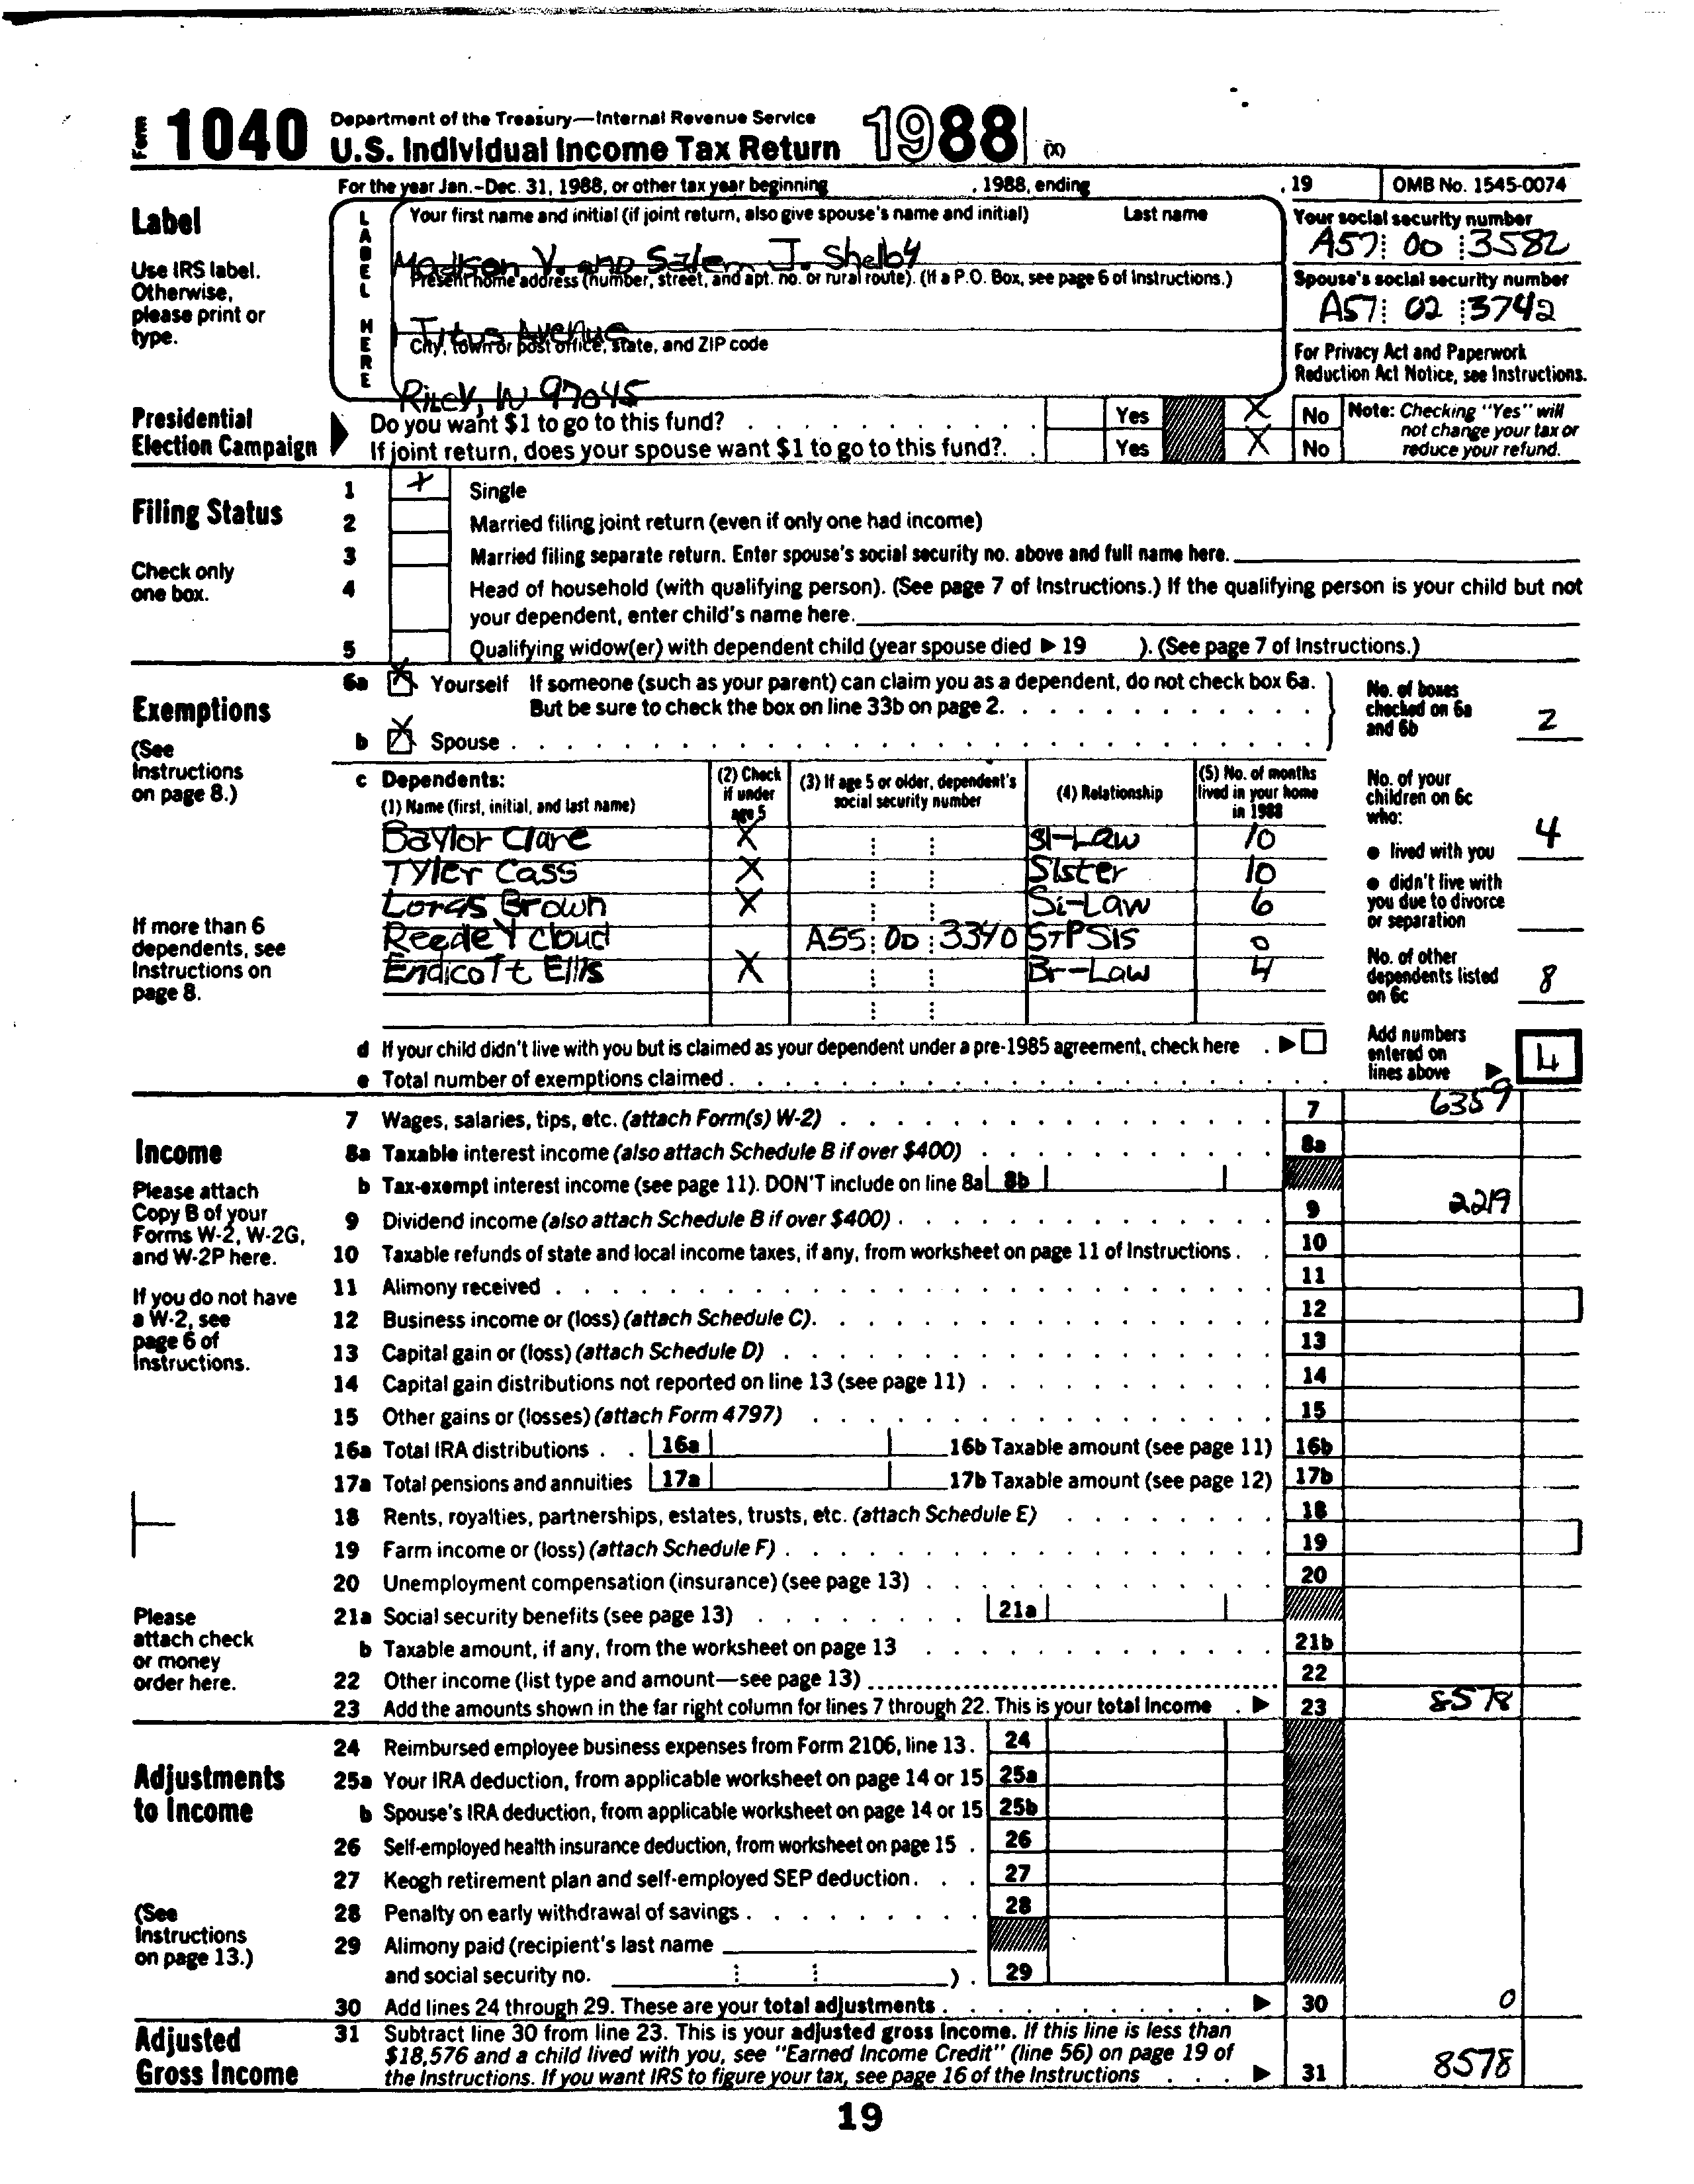 Form 1040 Department of the Treasury—Internal Revenue Service
U.S. Individual Income Tax Return 1988 (X)
For the year Jan.–Dec. 31, 1988, or other tax year beginning , 1988, ending , 19 OMB No. 1545-0074
Label
Use IRS label. Otherwise, please print or type.
LABEL HERE
Your first name and initial (if joint return, also give spouse's name and initial) Last name
Madison V. and Salem J. Shelby
Your social security number
A57 00 3582
Present home address (number, street, and apt. no. or rural route). (If a P.O. Box, see page 6 of Instructions.)
1 Titus Avenue
Spouse's social security number
A57 02 3742
City, town or post office, state, and ZIP code
Riley, IN 97045
For Privacy Act and Paperwork Reduction Act Notice, see Instructions.
Presidential Election Campaign
Do you want $1 to go to this fund? Yes X No
If joint return, does your spouse want $1 to go to this fund?. Yes X No
Note: Checking "Yes" will not change your tax or reduce your refund.
Filing Status
Check only one box.
1 X Single
2 Married filing joint return (even if only one had income)
3 Married filing separate return. Enter spouse's social security no. above and full name here.
4 Head of household (with qualifying person). (See page 7 of Instructions.) If the qualifying person is your child but not
your dependent, enter child's name here.
5 Qualifying widow(er) with dependent child (year spouse died ▶ 19 ). (See page 7 of Instructions.)
Exemptions
(See Instructions on page 8.)
6a X Yourself If someone (such as your parent) can claim you as a dependent, do not check box 6a.
But be sure to check the box on line 33b on page 2.
b X Spouse
No. of boxes checked on 6a and 6b 2
c Dependents:
(1) Name (first, initial, and last name) (2) Check if under age 5 (3) If age 5 or older, dependent's social security number (4) Relationship (5) No. of months lived in your home in 1988
Baylor Clare X SI-Law 10
Tyler Cass X Sister 10
Loras Brown X Si-Law 6
Reede Y cloud A55 00 3340 STPSIS 0
Endicott Ellis X Br-Law 4
If more than 6 dependents, see Instructions on page 8.
No. of your children on 6c who:
● lived with you 4
● didn't live with you due to divorce or separation
No. of other dependents listed on 6c 8
d If your child didn't live with you but is claimed as your dependent under a pre-1985 agreement, check here ▶
e Total number of exemptions claimed
Add numbers entered on lines above ▶ 4
Income
Please attach Copy B of your Forms W-2, W-2G, and W-2P here.
If you do not have a W-2, see page 6 of Instructions.
Please attach check or money order here.
7 Wages, salaries, tips, etc. (attach Form(s) W-2) 7 6359
8a Taxable interest income (also attach Schedule B if over $400) 8a
b Tax-exempt interest income (see page 11). DON'T include on line 8a 8b
9 Dividend income (also attach Schedule B if over $400) 9 2219
10 Taxable refunds of state and local income taxes, if any, from worksheet on page 11 of Instructions 10
11 Alimony received 11
12 Business income or (loss) (attach Schedule C). 12
13 Capital gain or (loss) (attach Schedule D) 13
14 Capital gain distributions not reported on line 13 (see page 11) 14
15 Other gains or (losses) (attach Form 4797) 15
16a Total IRA distributions 16a 16b Taxable amount (see page 11) 16b
17a Total pensions and annuities 17a 17b Taxable amount (see page 12) 17b
18 Rents, royalties, partnerships, estates, trusts, etc. (attach Schedule E) 18
19 Farm income or (loss) (attach Schedule F) 19
20 Unemployment compensation (insurance) (see page 13) 20
21a Social security benefits (see page 13) 21a
b Taxable amount, if any, from the worksheet on page 13 21b
22 Other income (list type and amount—see page 13) 22
23 Add the amounts shown in the far right column for lines 7 through 22. This is your total income ▶ 23 8578
Adjustments to Income
(See Instructions on page 13.)
24 Reimbursed employee business expenses from Form 2106, line 13. 24
25a Your IRA deduction, from applicable worksheet on page 14 or 15 25a
b Spouse's IRA deduction, from applicable worksheet on page 14 or 15 25b
26 Self-employed health insurance deduction, from worksheet on page 15 26
27 Keogh retirement plan and self-employed SEP deduction 27
28 Penalty on early withdrawal of savings 28
29 Alimony paid (recipient's last name
and social security no. ) 29
30 Add lines 24 through 29. These are your total adjustments ▶ 30 0
Adjusted Gross Income
31 Subtract line 30 from line 23. This is your adjusted gross income. If this line is less than
$18,576 and a child lived with you, see "Earned Income Credit" (line 56) on page 19 of
the Instructions. If you want IRS to figure your tax, see page 16 of the Instructions ▶ 31 8578
19